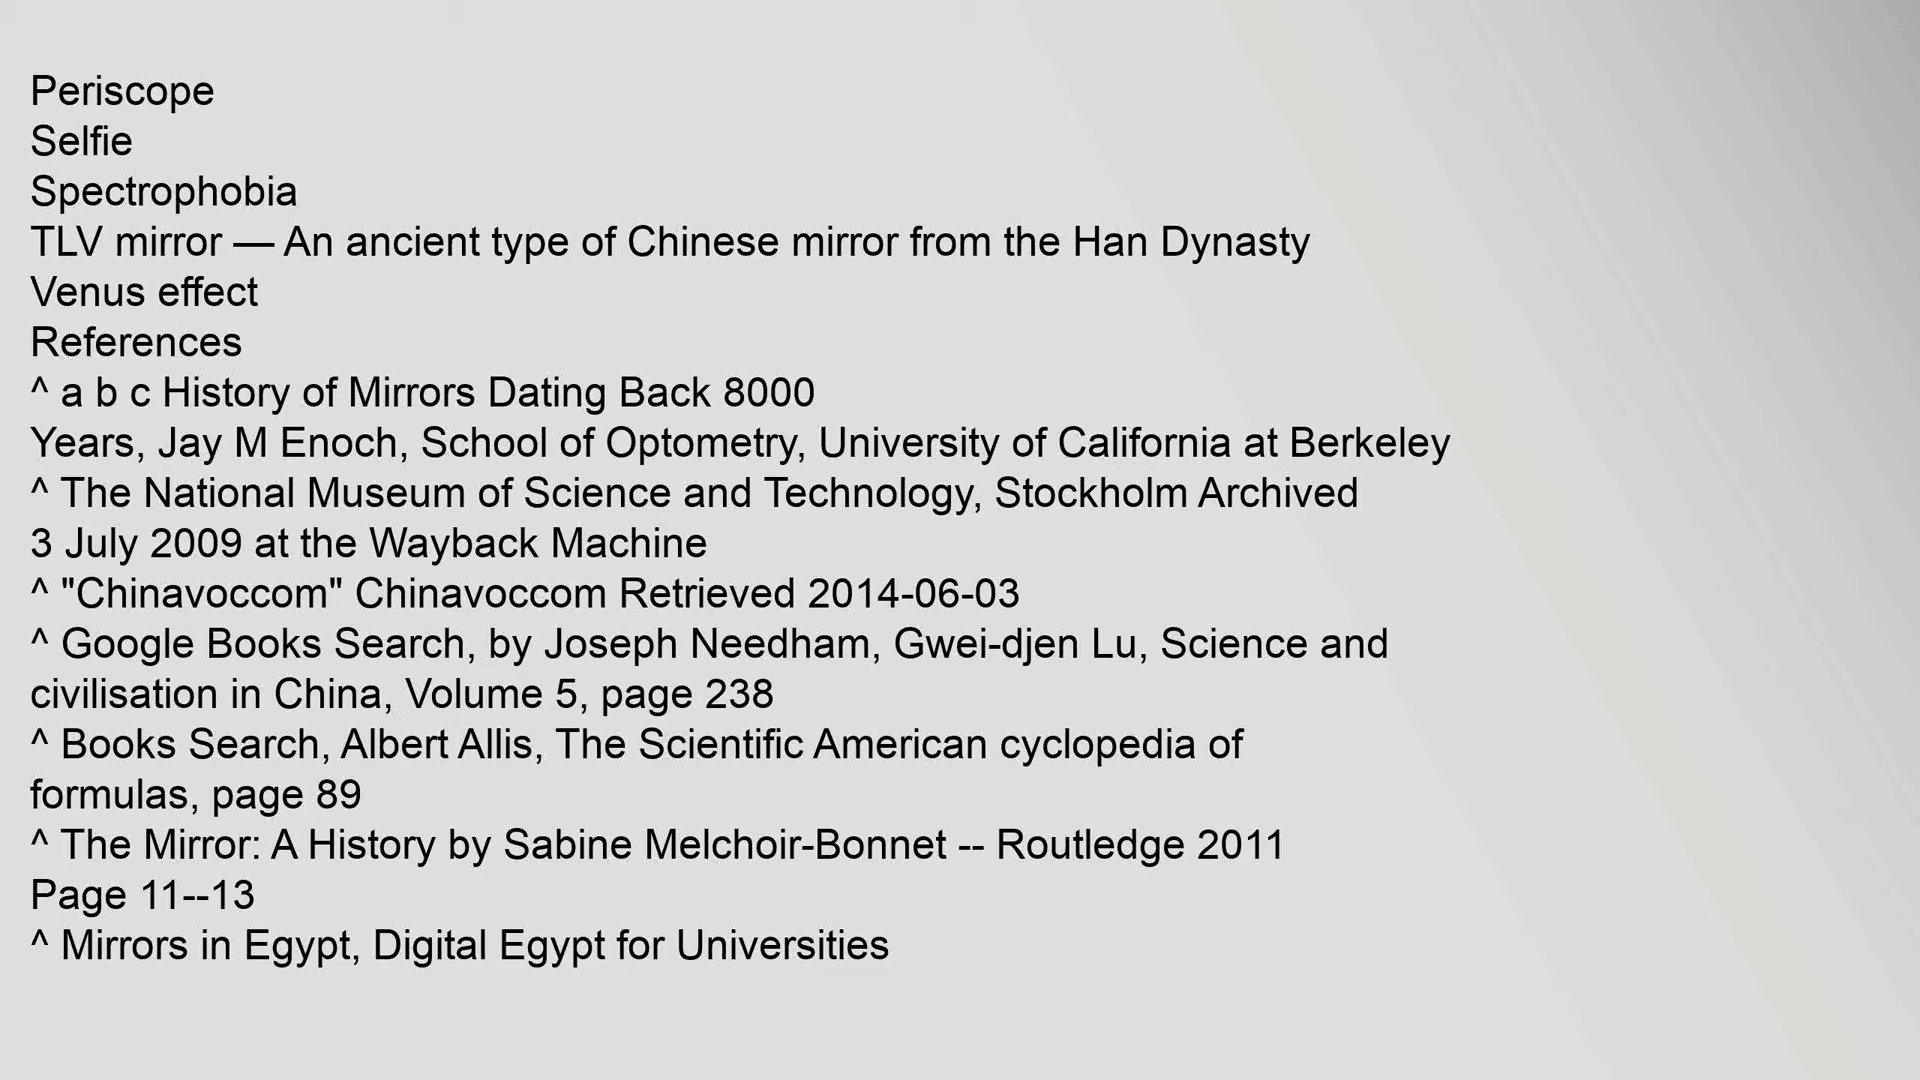 Periscope
Selfie
Spectrophobia
TLV mirror — An ancient type of Chinese mirror from the Han Dynasty
Venus effect
References
^ a b c History of Mirrors Dating Back 8000
Years, Jay M Enoch, School of Optometry, University of California at Berkeley
^ The National Museum of Science and Technology, Stockholm Archived
3 July 2009 at the Wayback Machine
^ "Chinavoccom" Chinavoccom Retrieved 2014-06-03
^ Google Books Search, by Joseph Needham, Gwei-djen Lu, Science and
civilisation in China, Volume 5, page 238
^ Books Search, Albert Allis, The Scientific American cyclopedia of
formulas, page 89
^ The Mirror: A History by Sabine Melchoir-Bonnet -- Routledge 2011
Page 11--13
^ Mirrors in Egypt, Digital Egypt for Universities